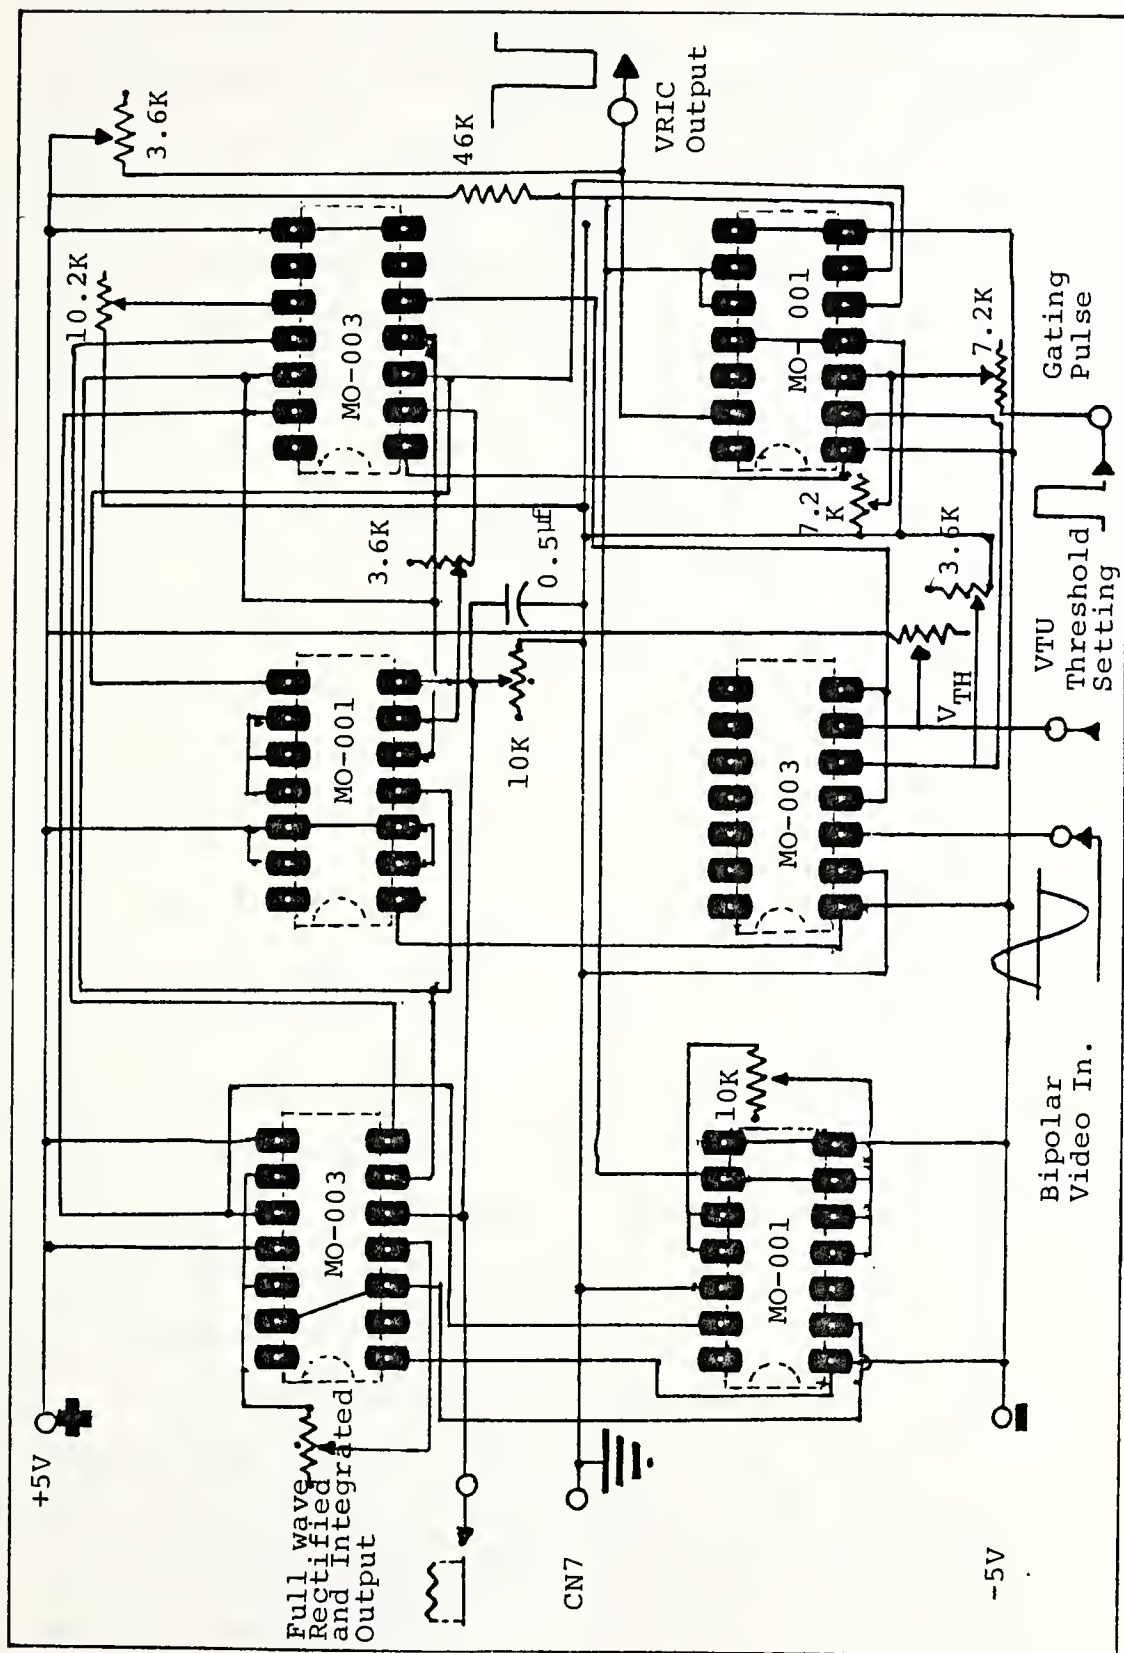 +5V
Full Wave
Rectified
and Integrated
Output
CN7
-5V
MO-003
MO-001
MO-003
10.2K
3.6K
46K
3.6K
0.5µf
10K
VRIC
Output
MO-001
10K
MO-003
MO-001
7.2
K
3.6K
7.2K
VTH
Bipolar
Video In.
VTU
Threshold
Setting
Gating
Pulse